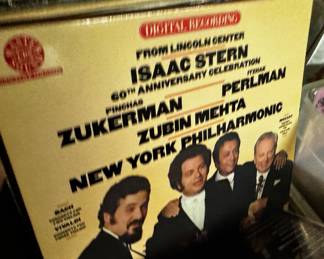 DIGITAL RECORDING
FROM LINCOLN CENTER
ISAAC STERN
60TH ANNIVERSARY CELEBRATION
PINCHAS ITZHAK
ZUKERMAN PERLMAN
ZUBIN MEHTA
NEW YORK PHILHARMONIC
BACH
VIVALDI
MOZART